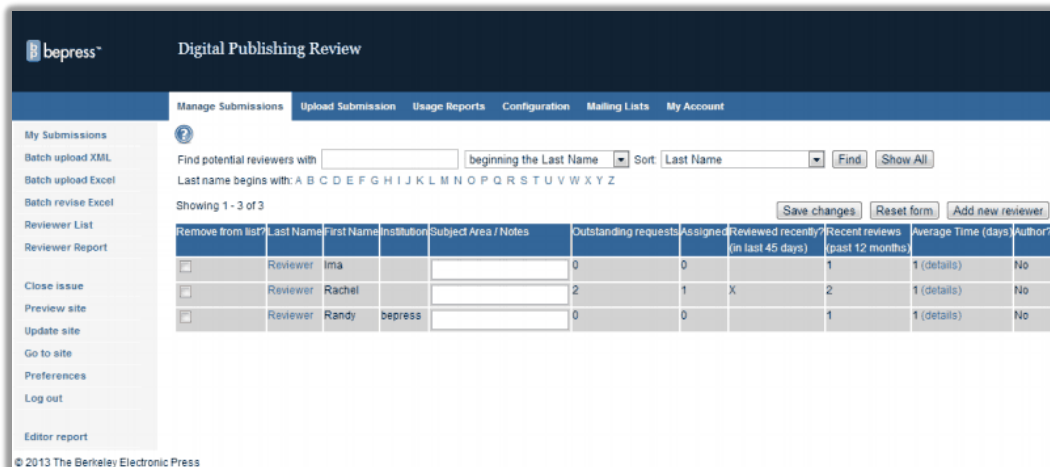 bepress™
Digital Publishing Review
Manage Submissions Upload Submission Usage Reports Configuration Mailing Lists My Account
My Submissions
Batch upload XML
Batch upload Excel
Batch revise Excel
Reviewer List
Reviewer Report
Close issue
Preview site
Update site
Go to site
Preferences
Log out
Editor report
?
Find potential reviewers with beginning the Last Name Sort: Last Name Find Show All
Last name begins with: A B C D E F G H I J K L M N O P Q R S T U V W X Y Z
Showing 1 - 3 of 3
Save changes Reset form Add new reviewer
Remove from list? Last Name First Name Institution Subject Area / Notes Outstanding requests Assigned Reviewed recently? (in last 45 days) Recent reviews (past 12 months) Average Time (days) Author?
Reviewer Ima 0 0 1 1 (details) No
Reviewer Rachel 2 1 X 2 1 (details) No
Reviewer Randy bepress 0 0 1 1 (details) No
© 2013 The Berkeley Electronic Press